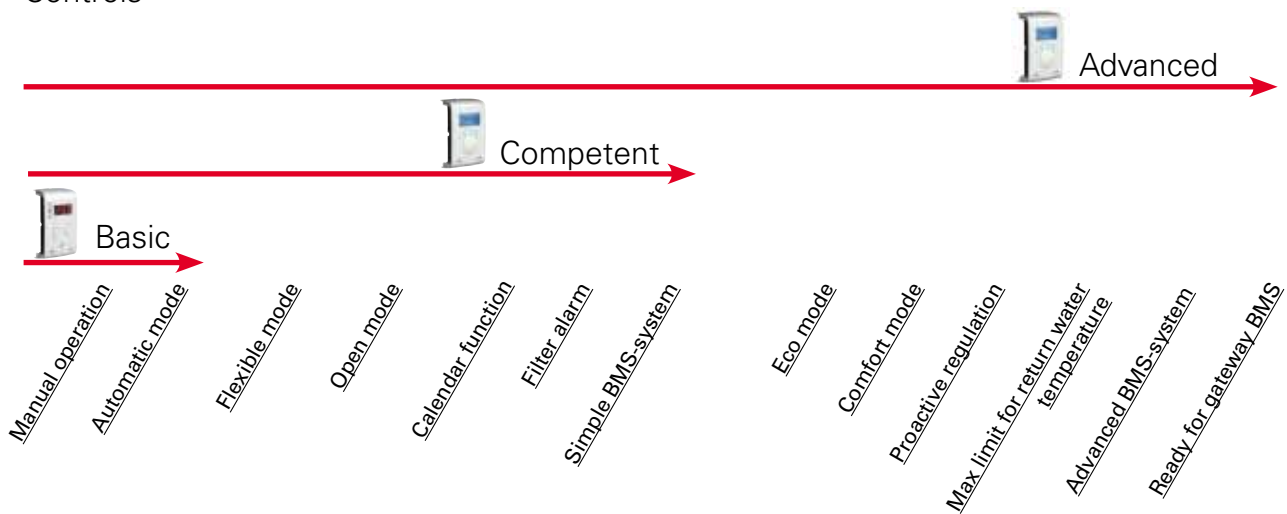 Controls
Advanced
Competent
Basic
Manual operation
Automatic mode
Flexible mode
Open mode
Calendar function
Filter alarm
Simple BMS-system
Eco mode
Comfort mode
Proactive regulation
Max limit for return water
temperature
Advanced BMS-system
Ready for gateway BMS